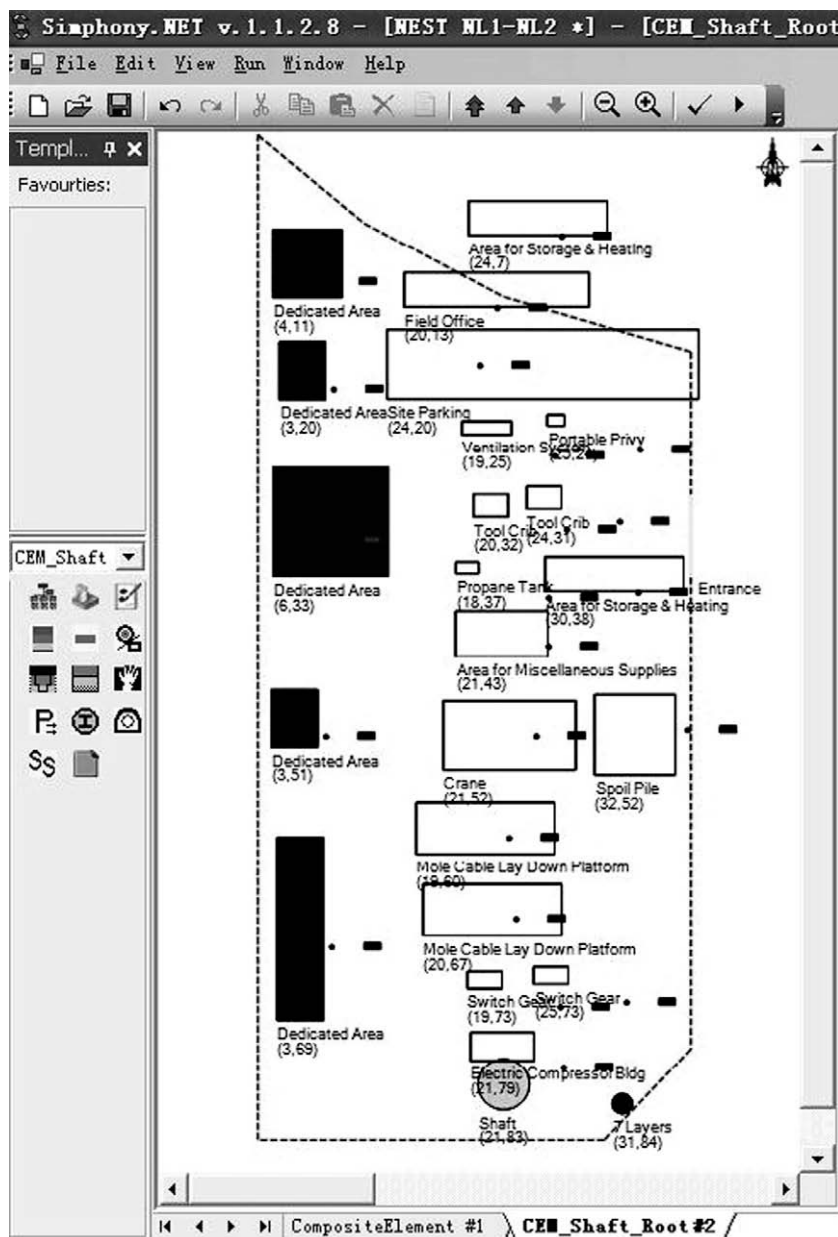 Simphony.NET v.1.1.2.8 - [NEST NL1-NL2 *] - [CEM_Shaft_Root
File Edit View Run Window Help
Templ...
Favourties:
Area for Storage & Heating
(24,7)
Dedicated Area
(4,11)
Field Office
(20,13)
Dedicated Area
(3,20)
Site Parking
(24,20)
Ventilation System
(19,25)
Portable Privy
Tool Crib
(20,32)
Tool Crib
(24,31)
CEM_Shaft
Dedicated Area
(6,33)
Propane Tank
(18,37)
Area for Storage & Heating
(30,38)
Entrance
Area for Miscellaneous Supplies
(21,43)
Dedicated Area
(3,51)
Crane
(21,52)
Spoil Pile
(32,52)
Mole Cable Lay Down Platform
(19,60)
Mole Cable Lay Down Platform
(20,67)
Switch Gear
(19,73)
Switch Gear
(25,73)
Dedicated Area
(3,69)
Electric Compressor Bldg
(21,79)
Shaft
(21,83)
7 Layers
(31,84)
CompositeElement #1
CEM_Shaft_Root#2